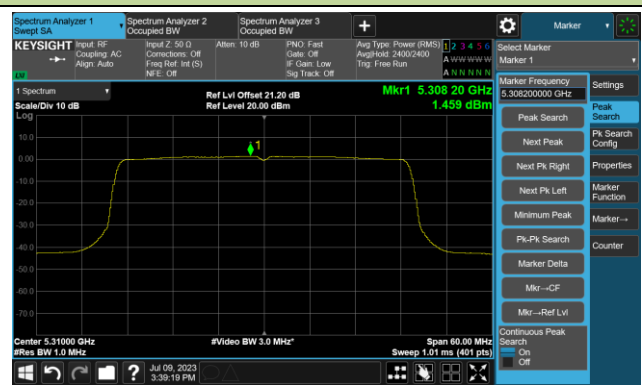 Spectrum Analyzer 1
Swept SA
Spectrum Analyzer 2
Occupied BW
Spectrum Analyzer 3
Occupied BW
+
Marker
KEYSIGHT
LW
Input: RF
Coupling: AC
Align: Auto
Input Z: 50 Ω
Corrections: Off
Freq Ref: Int (S)
NFE: Off
Atten: 10 dB
PNO: Fast
Gate: Off
IF Gain: Low
Sig Track: Off
Avg Type: Power (RMS)
Avg|Hold: 2400/2400
Trig: Free Run
1 2 3 4 5 6
A W W W W W
A N N N N N
Select Marker
Marker 1
1 Spectrum
Scale/Div 10 dB
Log
Ref Lvl Offset 21.20 dB
Ref Level 20.00 dBm
Mkr1 5.308 20 GHz
1.459 dBm
1
10.0
0.00
-10.0
-20.0
-30.0
-40.0
-50.0
-60.0
-70.0
Center 5.31000 GHz
#Res BW 1.0 MHz
#Video BW 3.0 MHz*
Span 60.00 MHz
Sweep 1.01 ms (401 pts)
Marker Frequency
5.308200000 GHz
Peak Search
Next Peak
Next Pk Right
Next Pk Left
Minimum Peak
Pk-Pk Search
Marker Delta
Mkr→CF
Mkr→Ref Lvl
Continuous Peak
Search
On
Off
Settings
Peak
Search
Pk Search
Config
Properties
Marker
Function
Marker→
Counter
?
Jul 09, 2023
3:39:19 PM